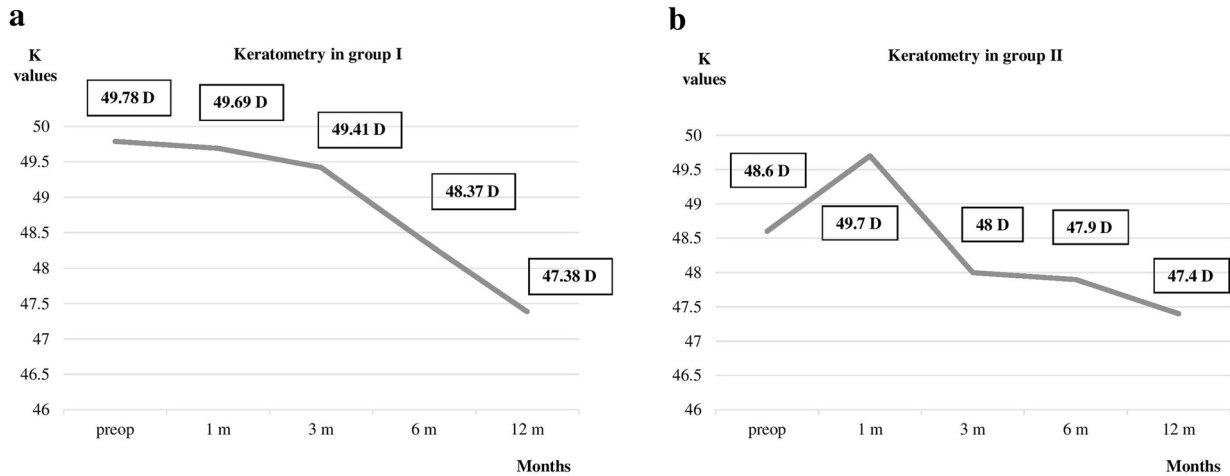 a
K
values
Keratometry in group I
49.78 D
49.69 D
49.41 D
48.37 D
47.38 D
50
49.5
49
48.5
48
47.5
47
46.5
46
preop 1 m 3 m 6 m 12 m
Months
b
K
values
Keratometry in group II
48.6 D
49.7 D
48 D
47.9 D
47.4 D
50
49.5
49
48.5
48
47.5
47
46.5
46
preop 1 m 3 m 6 m 12 m
Months